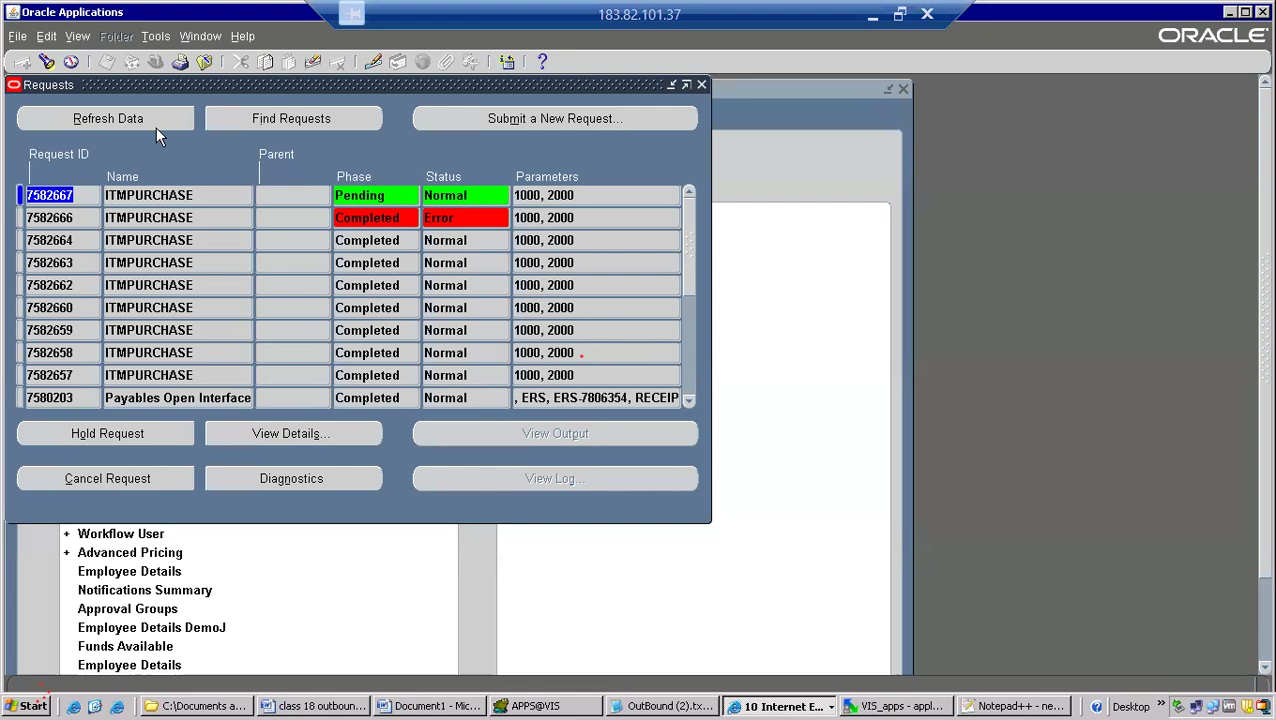 Oracle Applications
183.82.101.37
File Edit View Folder Tools Window Help
ORACLE
Requests
Refresh Data Find Requests Submit a New Request...
Request ID Name Parent Phase Status Parameters
7582667 ITMPURCHASE Pending Normal 1000, 2000
7582666 ITMPURCHASE Completed Error 1000, 2000
7582664 ITMPURCHASE Completed Normal 1000, 2000
7582663 ITMPURCHASE Completed Normal 1000, 2000
7582662 ITMPURCHASE Completed Normal 1000, 2000
7582660 ITMPURCHASE Completed Normal 1000, 2000
7582659 ITMPURCHASE Completed Normal 1000, 2000
7582658 ITMPURCHASE Completed Normal 1000, 2000
7582657 ITMPURCHASE Completed Normal 1000, 2000
7580203 Payables Open Interface Completed Normal , ERS, ERS-7806354, RECEIP
Hold Request View Details... View Output
Cancel Request Diagnostics View Log...
+ Workflow User
+ Advanced Pricing
Employee Details
Notifications Summary
Approval Groups
Employee Details DemoJ
Funds Available
Employee Details
Start C:\Documents a... class 18 outboun... Document1 - Mic... APPS@VI OutBound (2).tx... 10 Internet E... VIS_apps - appl... Notepad++ - ne... Desktop » 2:06 PM